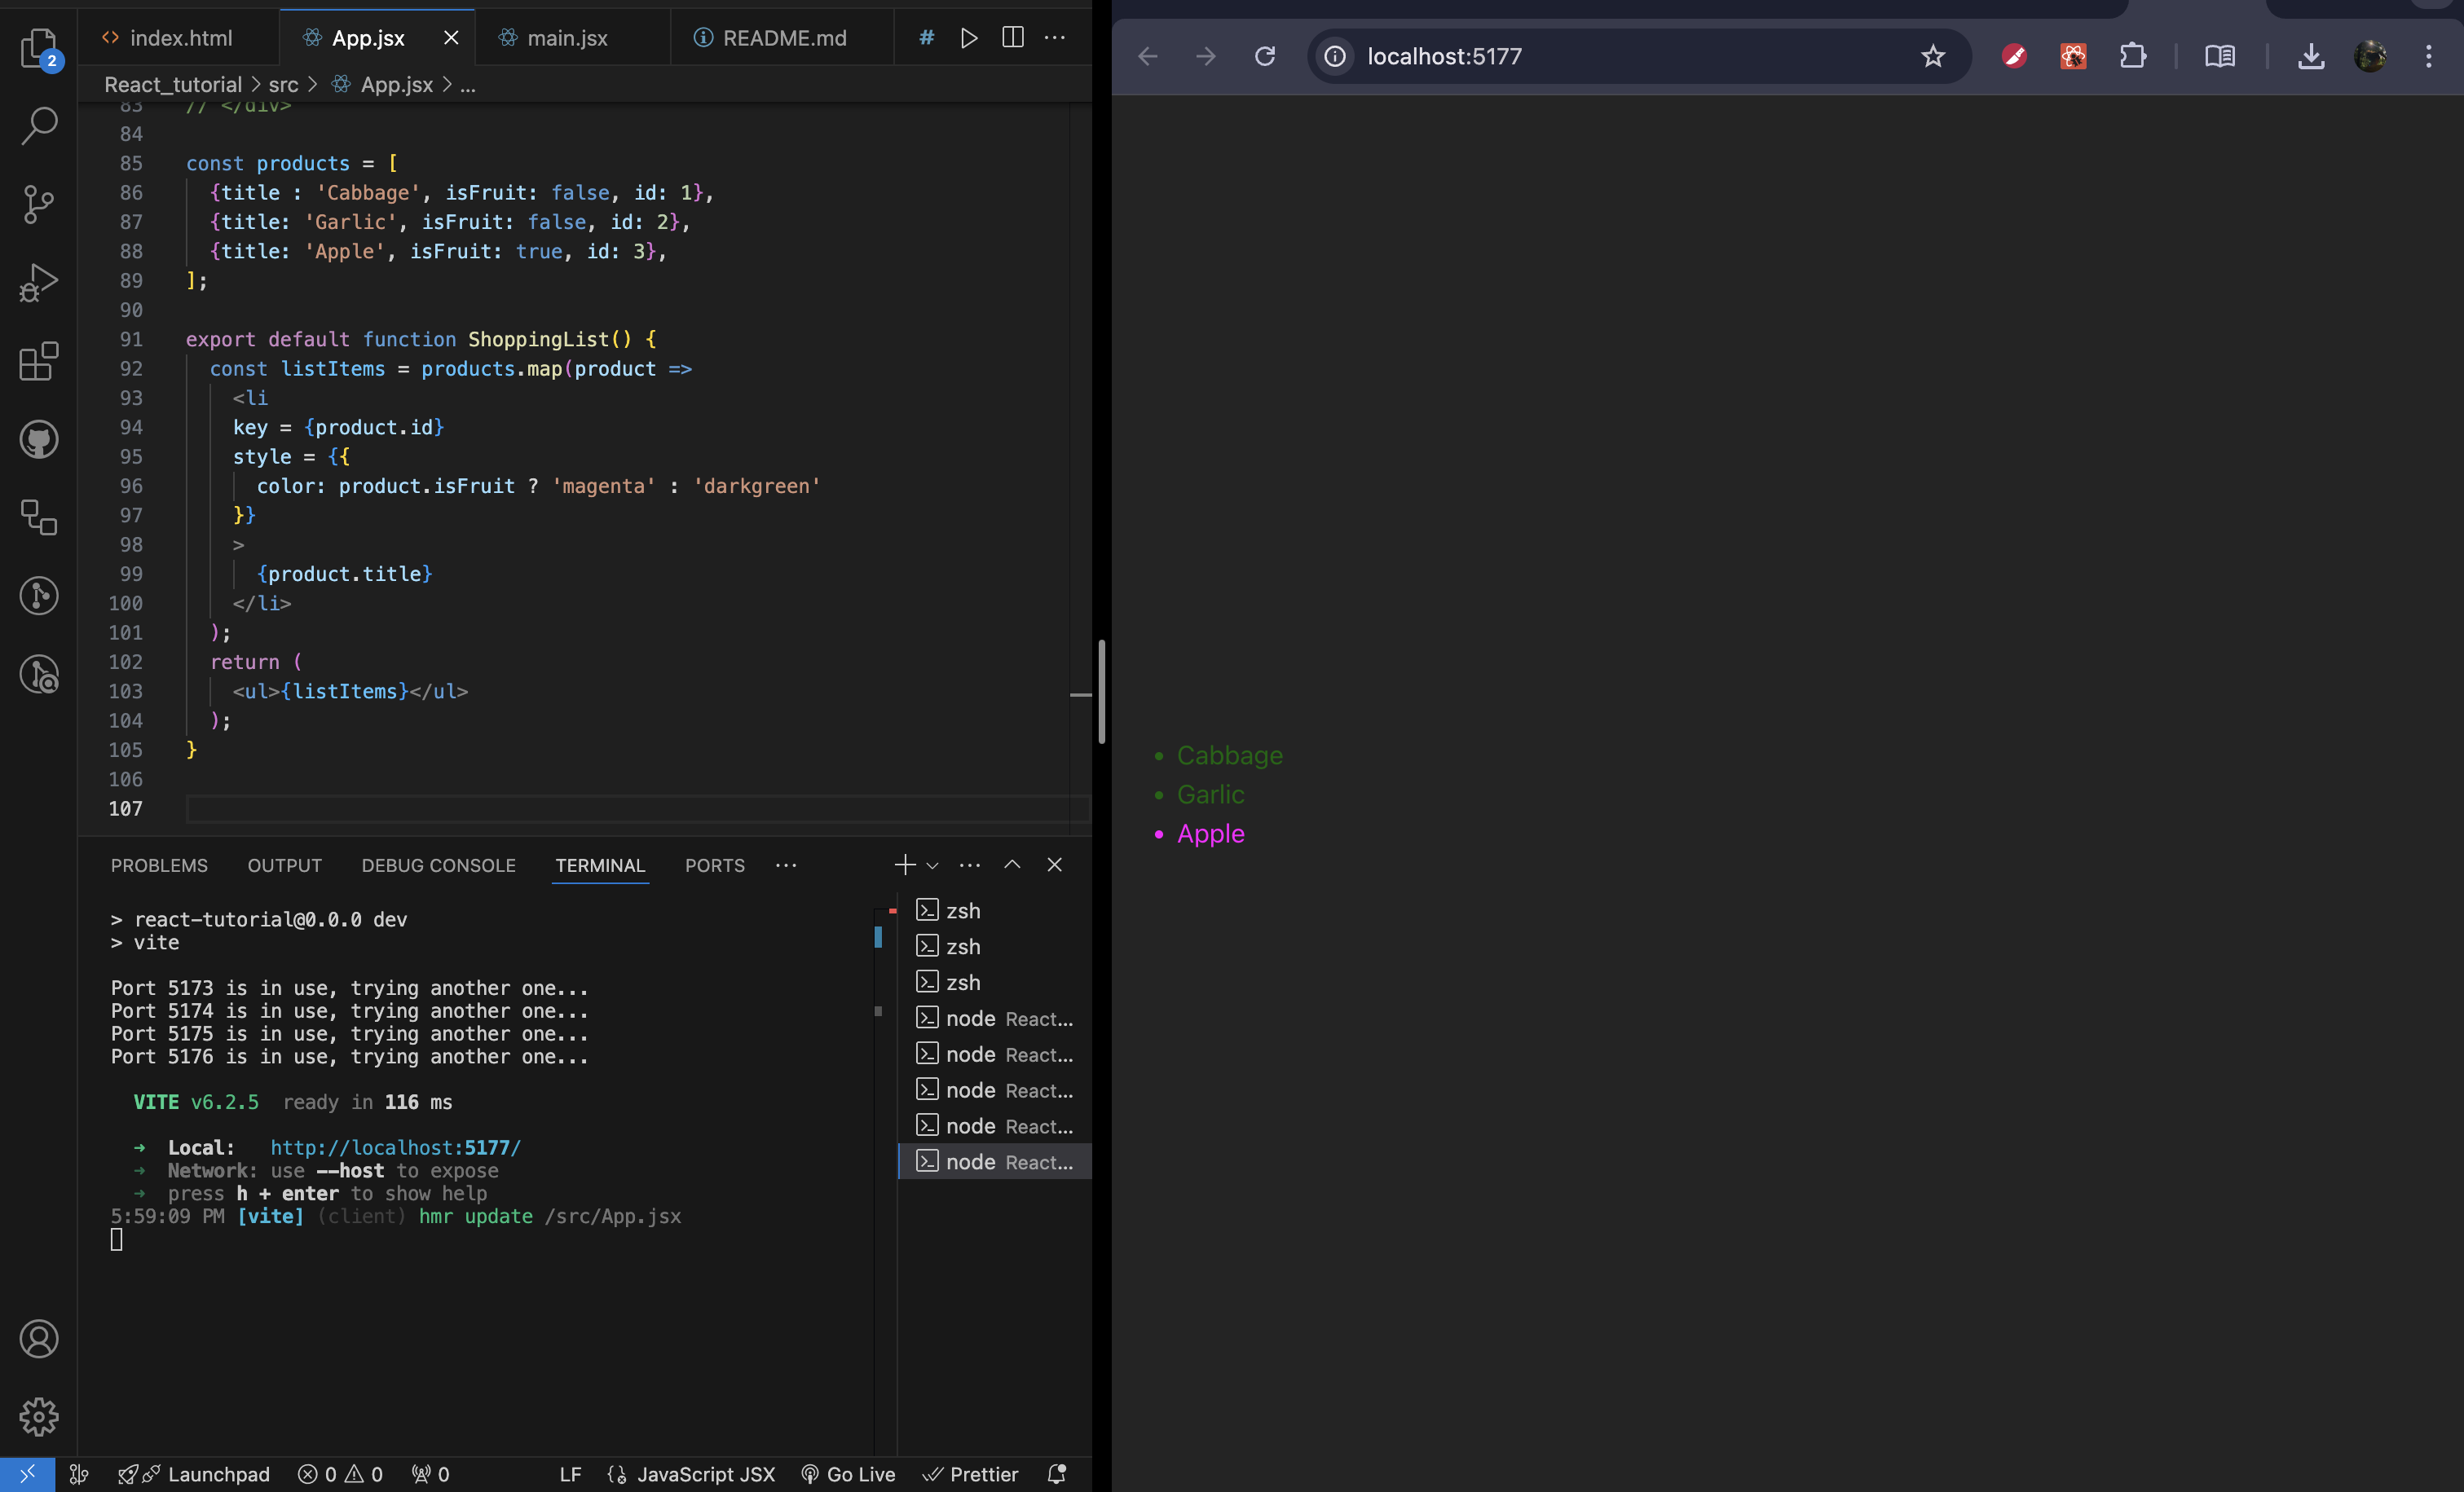 index.html
App.jsx
main.jsx
README.md
#
React_tutorial > src > App.jsx > ...
2
83 // </div>
84
85 const products = [
86 {title : 'Cabbage', isFruit: false, id: 1},
87 {title: 'Garlic', isFruit: false, id: 2},
88 {title: 'Apple', isFruit: true, id: 3},
89 ];
90
91 export default function ShoppingList() {
92 const listItems = products.map(product =>
93 <li
94 key = {product.id}
95 style = {{
96 color: product.isFruit ? 'magenta' : 'darkgreen'
97 }}
98 >
99 {product.title}
100 </li>
101 );
102 return (
103 <ul>{listItems}</ul>
104 );
105 }
106
107
PROBLEMS OUTPUT DEBUG CONSOLE TERMINAL PORTS ...
> react-tutorial@0.0.0 dev
> vite
Port 5173 is in use, trying another one...
Port 5174 is in use, trying another one...
Port 5175 is in use, trying another one...
Port 5176 is in use, trying another one...
VITE v6.2.5 ready in 116 ms
➜ Local: http://localhost:5177/
➜ Network: use --host to expose
➜ press h + enter to show help
5:59:09 PM [vite] (client) hmr update /src/App.jsx
zsh
zsh
zsh
node React...
node React...
node React...
node React...
node React...
Launchpad 0 0 0 LF JavaScript JSX Go Live Prettier
localhost:5177
• Cabbage
• Garlic
• Apple